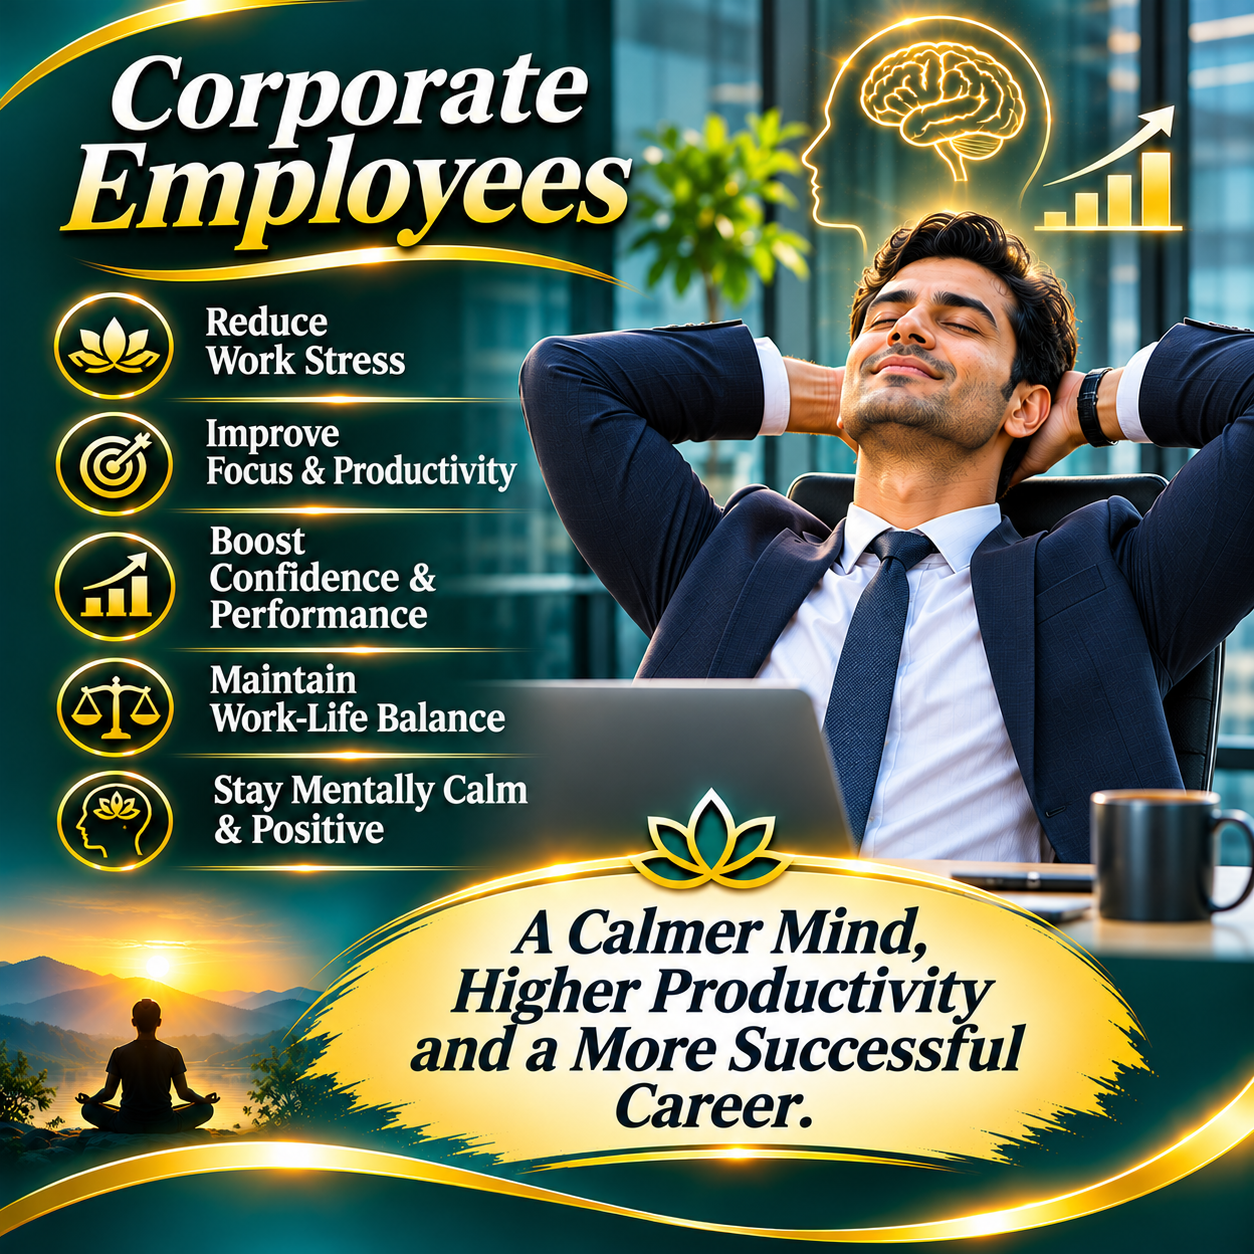 Corporate
Employees
Reduce
Work Stress
Improve
Focus & Productivity
Boost
Confidence &
Performance
Maintain
Work-Life Balance
Stay Mentally Calm
& Positive
A Calmer Mind,
Higher Productivity
and a More Successful
Career.